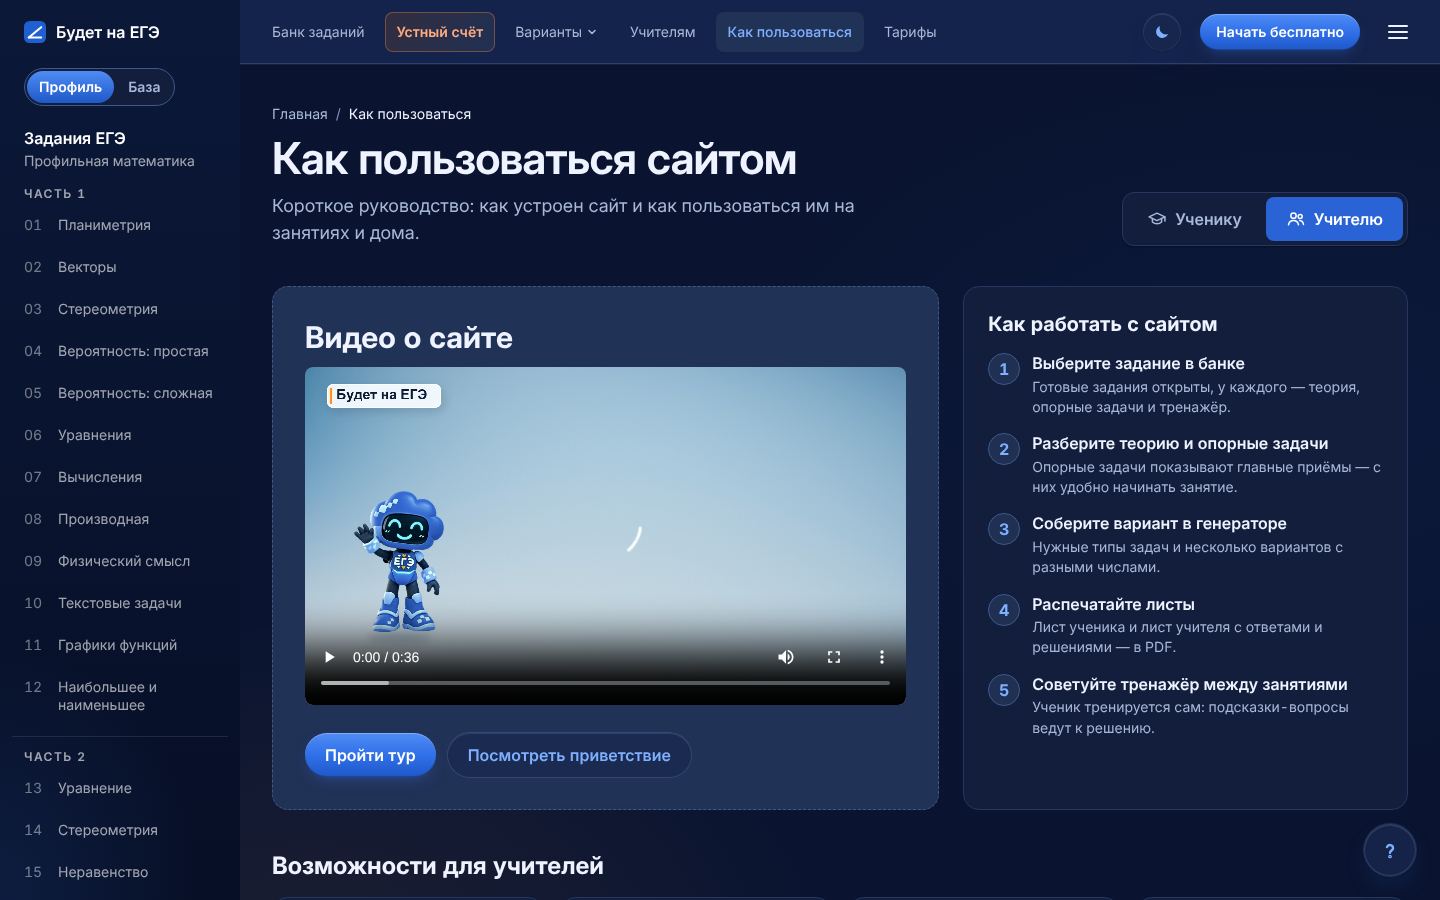 Будет на ЕГЭ
Профиль
База
Задания ЕГЭ
Профильная математика
ЧАСТЬ 1
01 Планиметрия
02 Векторы
03 Стереометрия
04 Вероятность: простая
05 Вероятность: сложная
06 Уравнения
07 Вычисления
08 Производная
09 Физический смысл
10 Текстовые задачи
11 Графики функций
12 Наибольшее и
наименьшее
ЧАСТЬ 2
13 Уравнение
14 Стереометрия
15 Неравенство
Банк заданий
Устный счёт
Варианты
Учителям
Как пользоваться
Тарифы
Начать бесплатно
Главная / Как пользоваться
Как пользоваться сайтом
Короткое руководство: как устроен сайт и как пользоваться им на
занятиях и дома.
Ученику
Учителю
Видео о сайте
Будет на ЕГЭ
ЕГЭ
0:00 / 0:36
Пройти тур
Посмотреть приветствие
Как работать с сайтом
1 Выберите задание в банке
Готовые задания открыты, у каждого — теория,
опорные задачи и тренажёр.
2 Разберите теорию и опорные задачи
Опорные задачи показывают главные приёмы — с
них удобно начинать занятие.
3 Соберите вариант в генераторе
Нужные типы задач и несколько вариантов с
разными числами.
4 Распечатайте листы
Лист ученика и лист учителя с ответами и
решениями — в PDF.
5 Советуйте тренажёр между занятиями
Ученик тренируется сам: подсказки-вопросы
ведут к решению.
Возможности для учителей
?